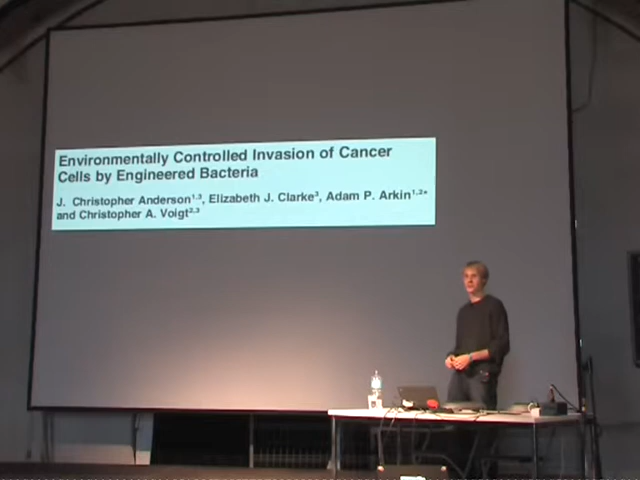 Environmentally Controlled Invasion of Cancer
Cells by Engineered Bacteria
J. Christopher Anderson1,3, Elizabeth J. Clarke3, Adam P. Arkin1,2*
and Christopher A. Voigt2,3